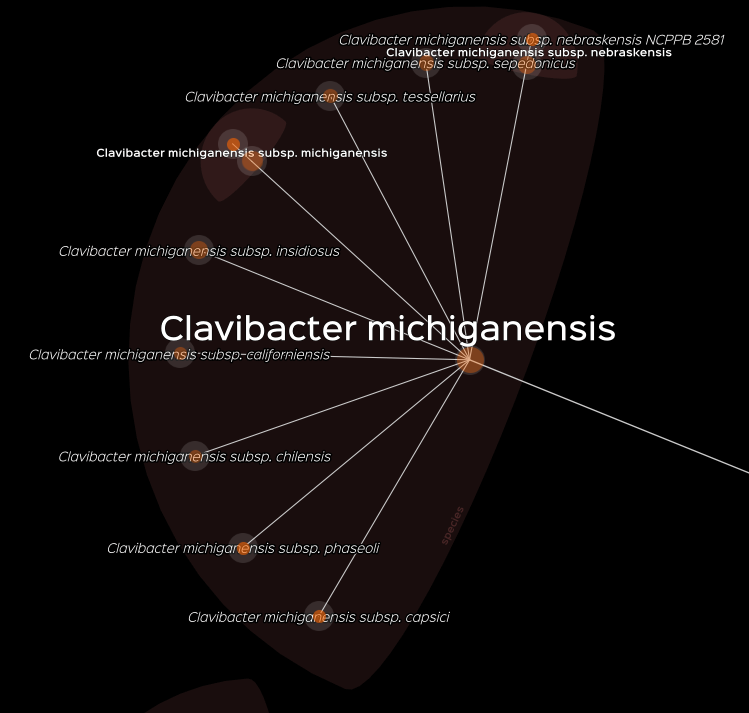 Clavibacter michiganensis subsp. nebraskensis NCPPB 2581
Clavibacter michiganensis subsp. nebraskensis
Clavibacter michiganensis subsp. sepedonicus
Clavibacter michiganensis subsp. tessellarius
Clavibacter michiganensis subsp. michiganensis
Clavibacter michiganensis subsp. insidiosus
Clavibacter michiganensis
Clavibacter michiganensis subsp. californiensis
Clavibacter michiganensis subsp. chilensis
species
Clavibacter michiganensis subsp. phaseoli
Clavibacter michiganensis subsp. capsici